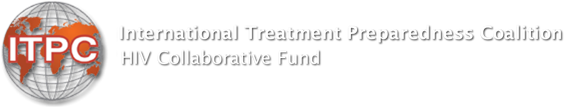 ITPC
International Treatment Preparedness Coalition
HIV Collaborative Fund